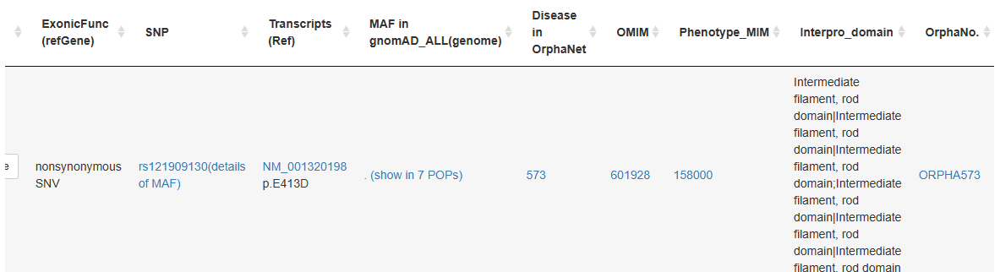 ExonicFunc
(refGene)
SNP
Transcripts
(Ref)
MAF in
gnomAD_ALL(genome)
Disease
in
OrphaNet
OMIM
Phenotype_MIM
Interpro_domain
OrphaNo.
e
nonsynonymous
SNV
rs121909130(details
of MAF)
NM_001320198
p.E413D
. (show in 7 POPs)
573
601928
158000
Intermediate
filament, rod
domain|Intermediate
filament, rod
domain|Intermediate
filament, rod
domain;Intermediate
filament, rod
domain|Intermediate
filament, rod
domain|Intermediate
filament, rod domain
ORPHA573